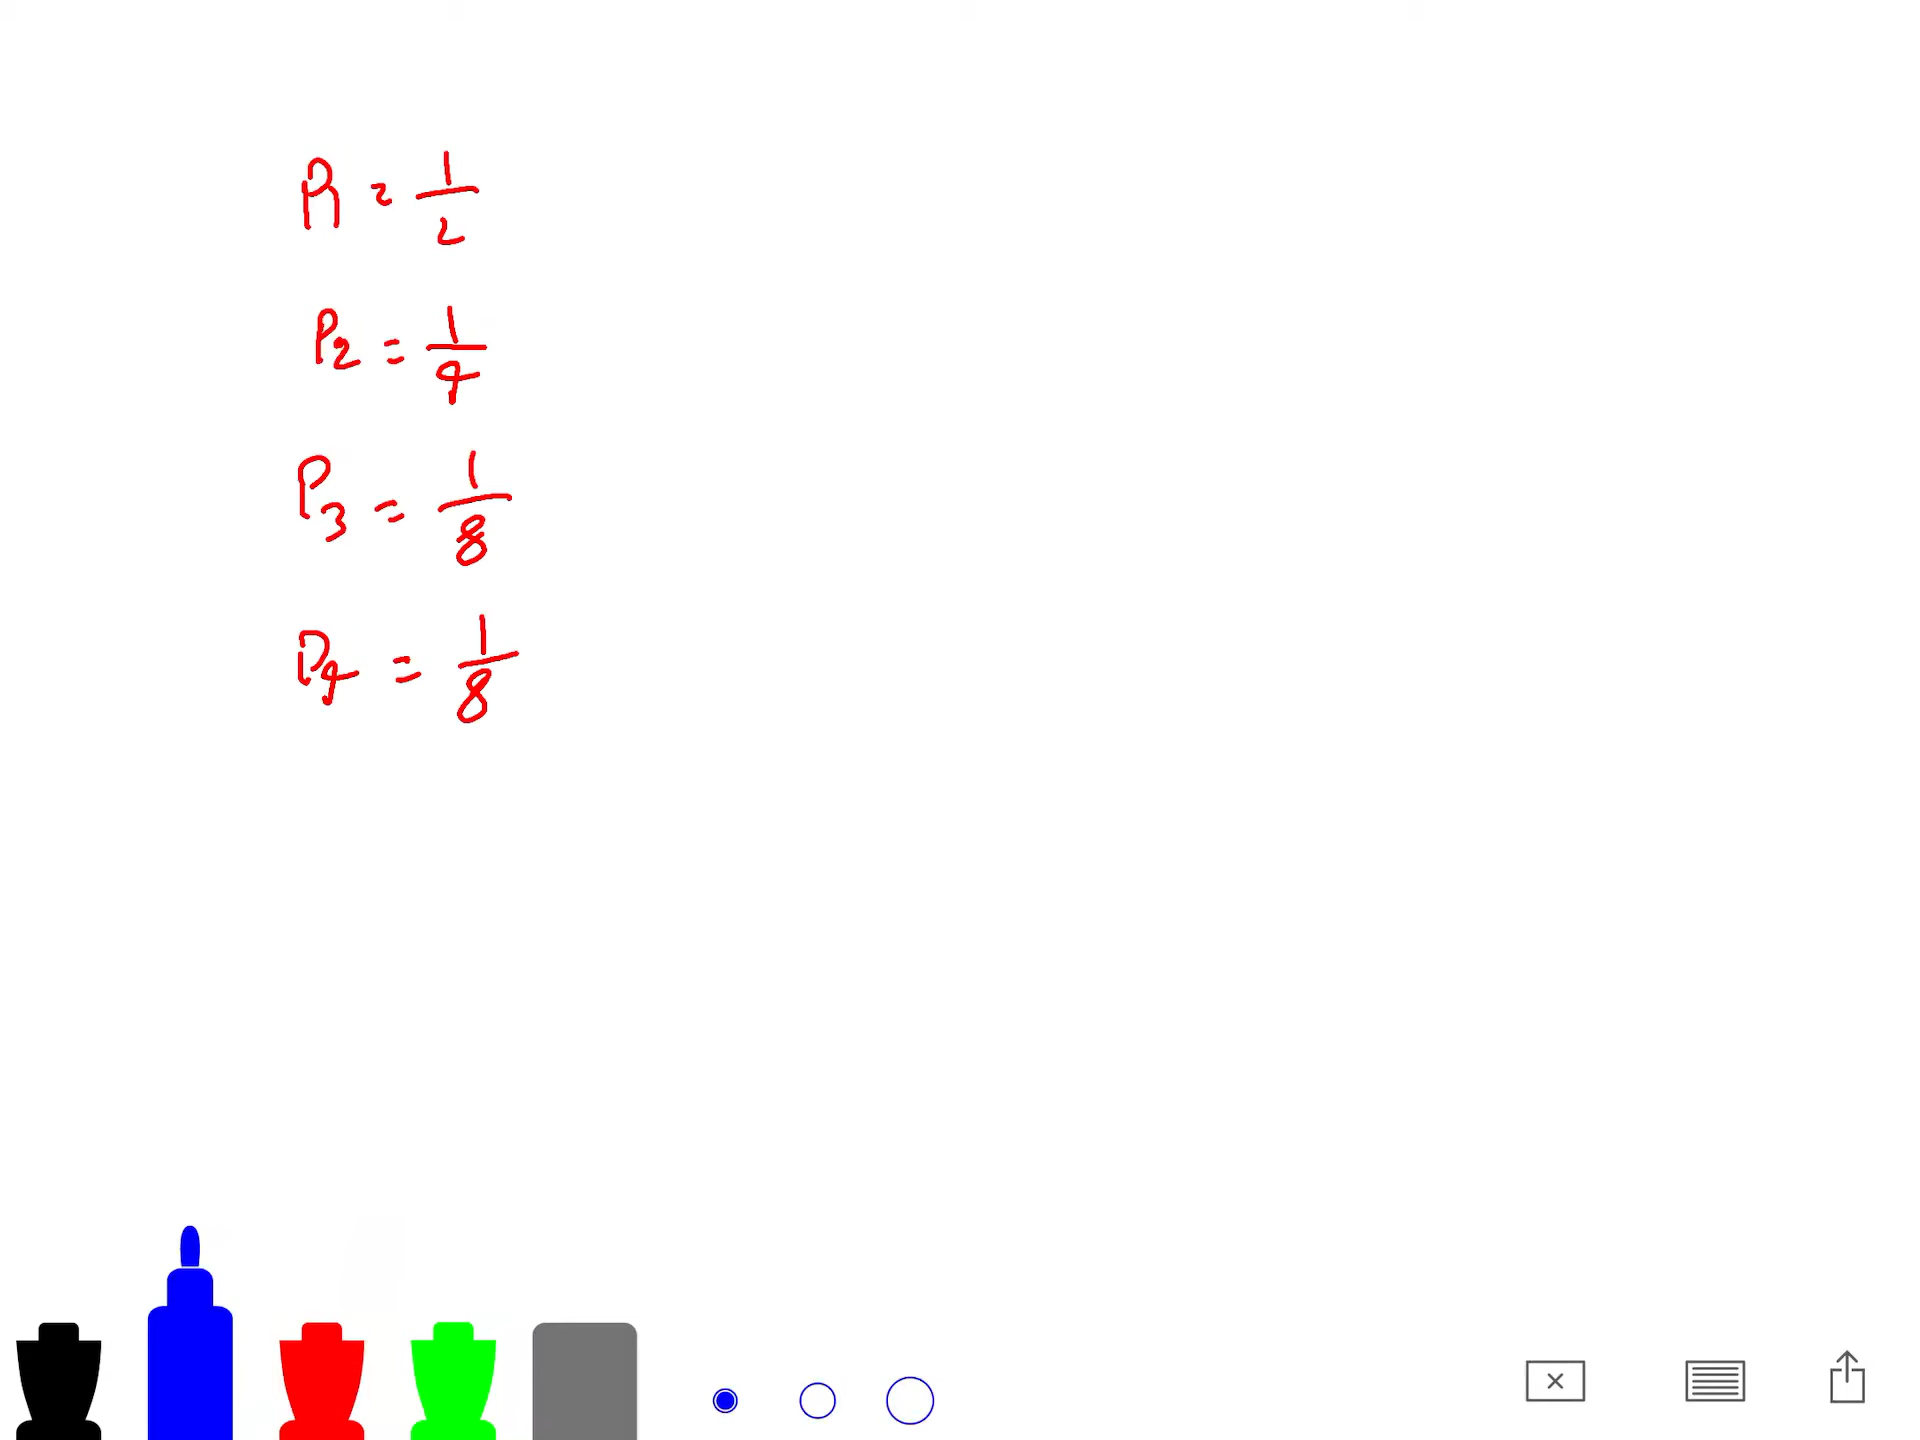 P1 = 1/2
P2 = 1/4
P3 = 1/8
P4 = 1/8